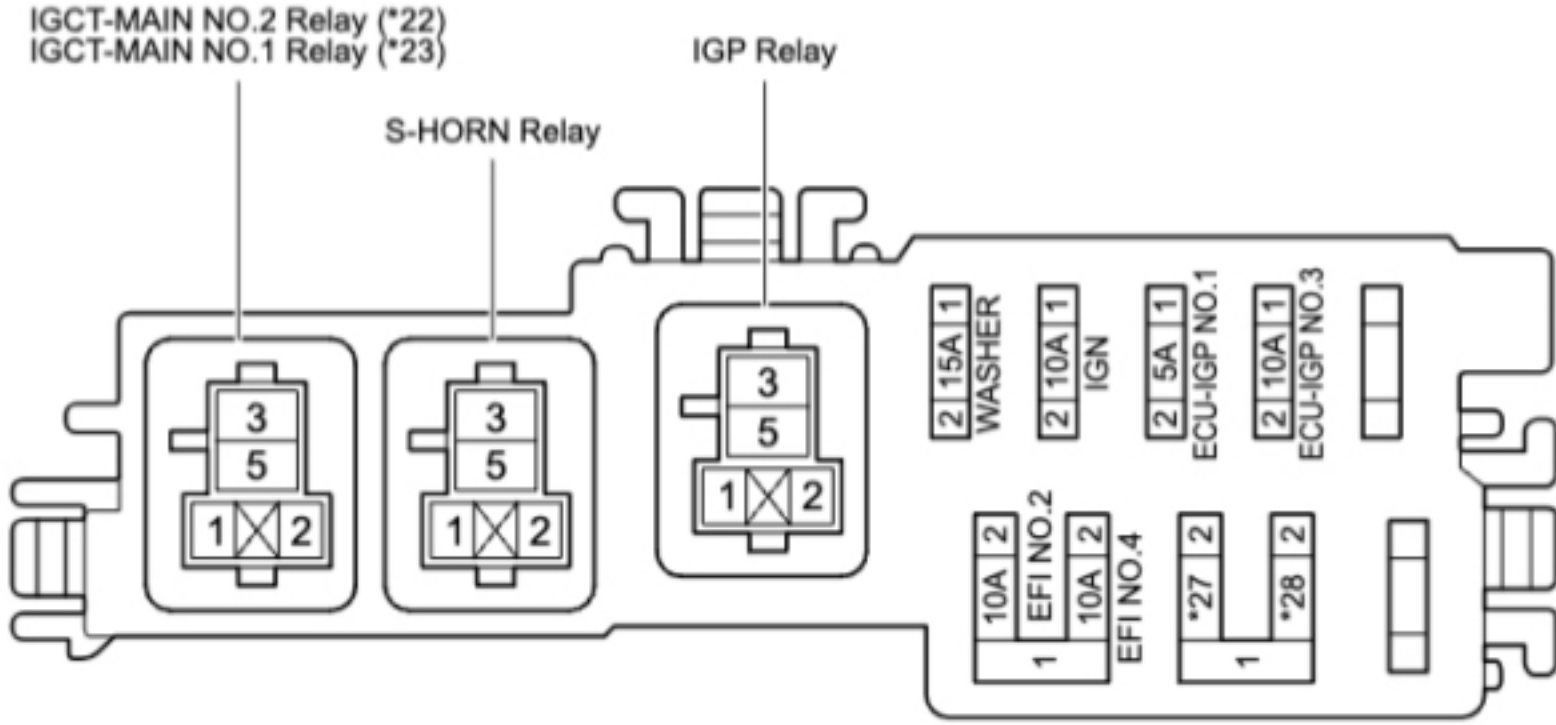 IGCT-MAIN NO.2 Relay (*22)
IGCT-MAIN NO.1 Relay (*23)
IGP Relay
S-HORN Relay
3
5
1 2
3
5
1 2
3
5
1 2
2 15A 1
WASHER
2 10A 1
IGN
2 5A 1
ECU-IGP NO.1
2 10A 1
ECU-IGP NO.3
10A 2
EFI NO.2
10A 2
EFI NO.4
1
*27 2
*28 2
1